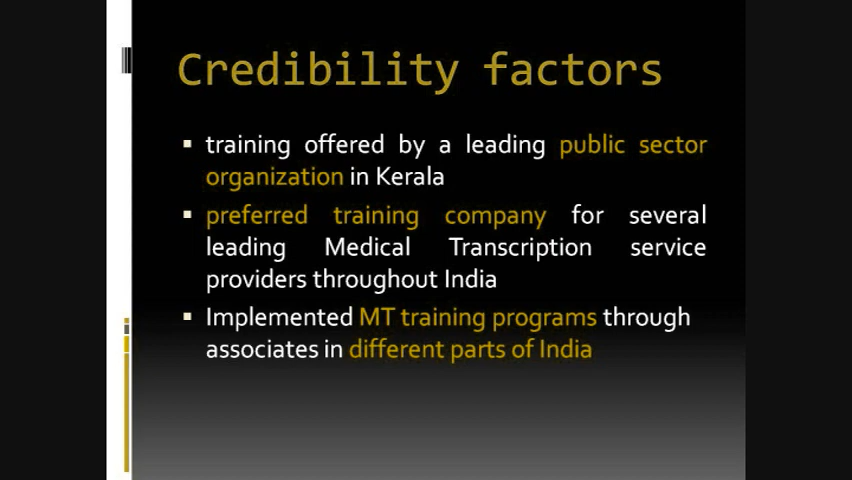 Credibility factors
training offered by a leading public sector
organization in Kerala
preferred training company for several
leading Medical Transcription service
providers throughout India
Implemented MT training programs through
associates in different parts of India